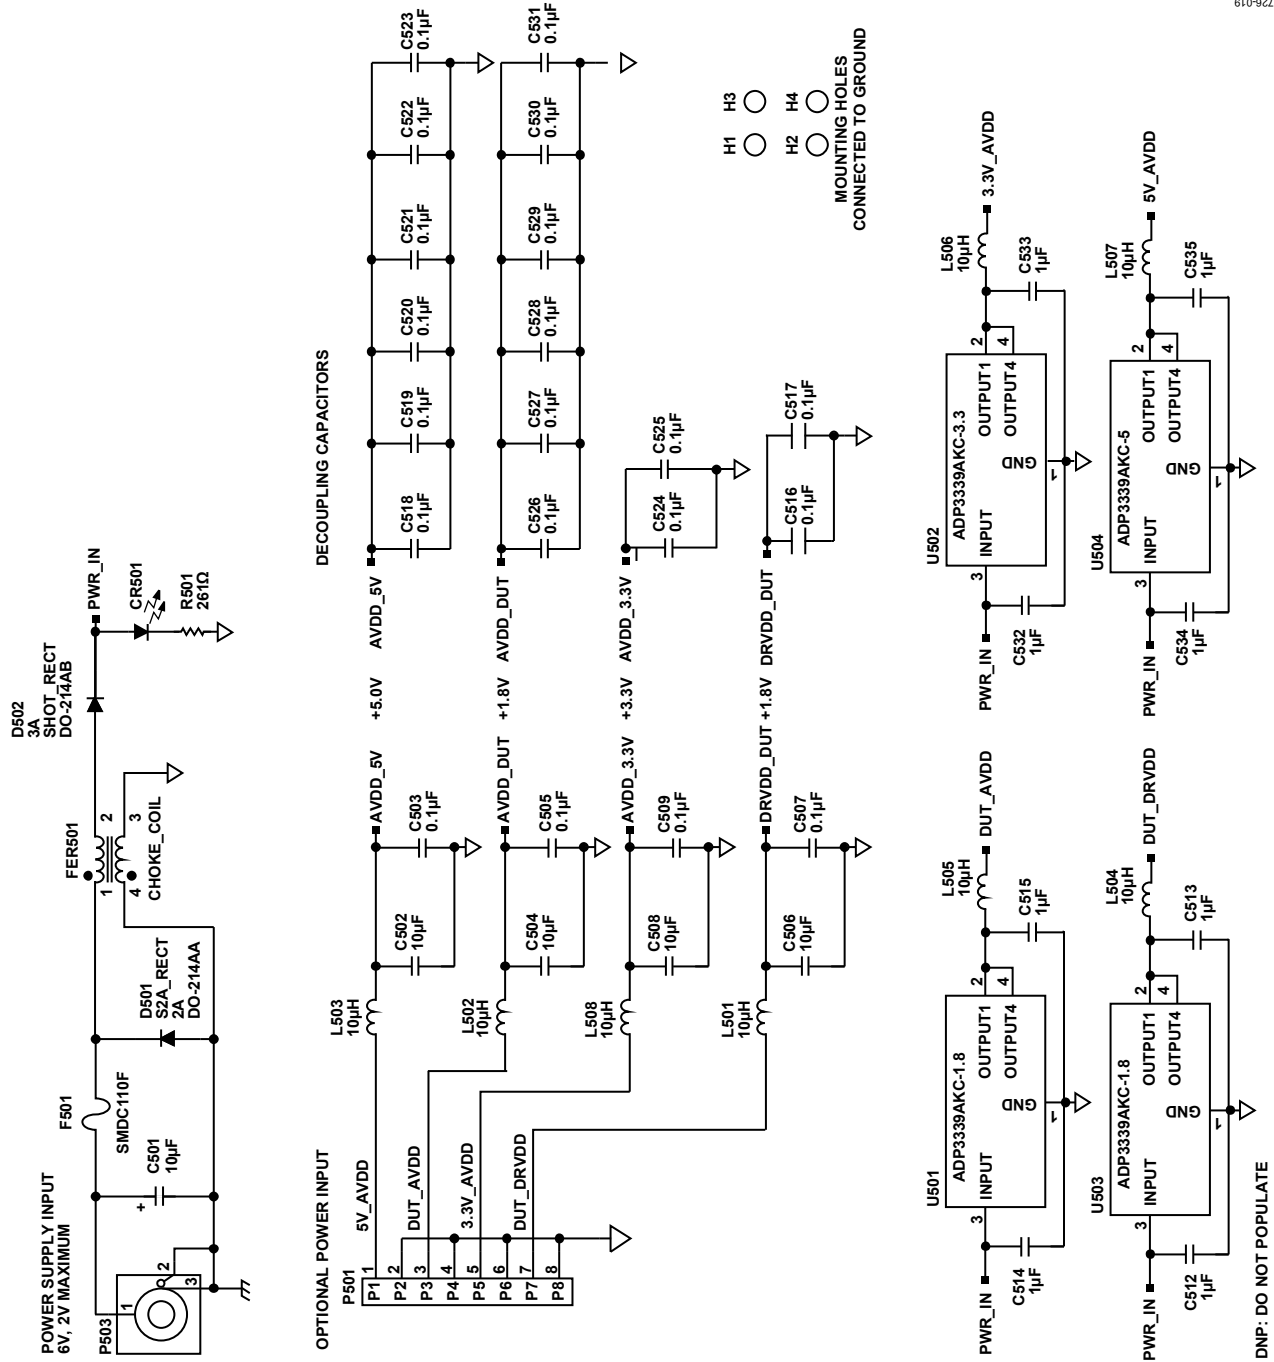 POWER SUPPLY INPUT
6V, 2V MAXIMUM
P503
1
2
3
C501
10µF
+
F501
SMDC110F
D501
S2A_RECT
2A
DO-214AA
FER501
1
2
4
3
CHOKE_COIL
D502
3A
SHOT_RECT
DO-214AB
PWR_IN
CR501
R501
261Ω
OPTIONAL POWER INPUT
P501
P1
1
P2
2
P3
3
P4
4
P5
5
P6
6
P7
7
P8
8
5V_AVDD
DUT_AVDD
3.3V_AVDD
DUT_DRVDD
L503
10µH
C502
10µF
C503
0.1µF
AVDD_5V
+5.0V
L502
10µH
C504
10µF
C505
0.1µF
AVDD_DUT
+1.8V
L508
10µH
C508
10µF
C509
0.1µF
AVDD_3.3V
+3.3V
L501
10µH
C506
10µF
C507
0.1µF
DRVDD_DUT
+1.8V
DECOUPLING CAPACITORS
AVDD_5V
C518
0.1µF
C519
0.1µF
C520
0.1µF
C521
0.1µF
C522
0.1µF
C523
0.1µF
AVDD_DUT
C526
0.1µF
C527
0.1µF
C528
0.1µF
C529
0.1µF
C530
0.1µF
C531
0.1µF
AVDD_3.3V
C524
0.1µF
C525
0.1µF
DRVDD_DUT
C516
0.1µF
C517
0.1µF
H1
H3
H2
H4
MOUNTING HOLES
CONNECTED TO GROUND
PWR_IN
C514
1µF
U501
ADP3339AKC-1.8
3
INPUT
OUTPUT1
2
OUTPUT4
4
GND
1
L505
10µH
C515
1µF
DUT_AVDD
PWR_IN
C532
1µF
U502
ADP3339AKC-3.3
3
INPUT
OUTPUT1
2
OUTPUT4
4
GND
1
L506
10µH
C533
1µF
3.3V_AVDD
PWR_IN
C512
1µF
U503
ADP3339AKC-1.8
3
INPUT
OUTPUT1
2
OUTPUT4
4
GND
1
L504
10µH
C513
1µF
DUT_DRVDD
PWR_IN
C534
1µF
U504
ADP3339AKC-5
3
INPUT
OUTPUT1
2
OUTPUT4
4
GND
1
L507
10µH
C535
1µF
5V_AVDD
DNP: DO NOT POPULATE